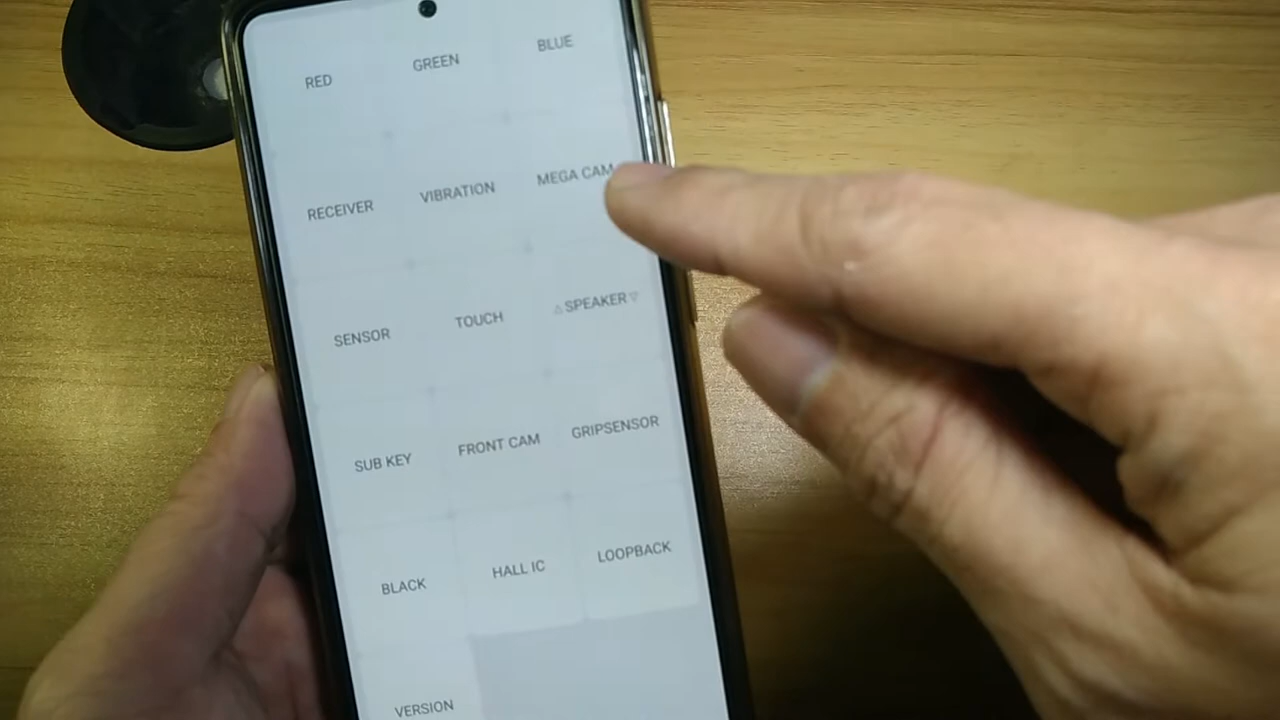 RED GREEN BLUE
RECEIVER VIBRATION MEGA CAM
SENSOR TOUCH △ SPEAKER ▽
SUB KEY FRONT CAM GRIPSENSOR
BLACK HALL IC LOOPBACK
VERSION